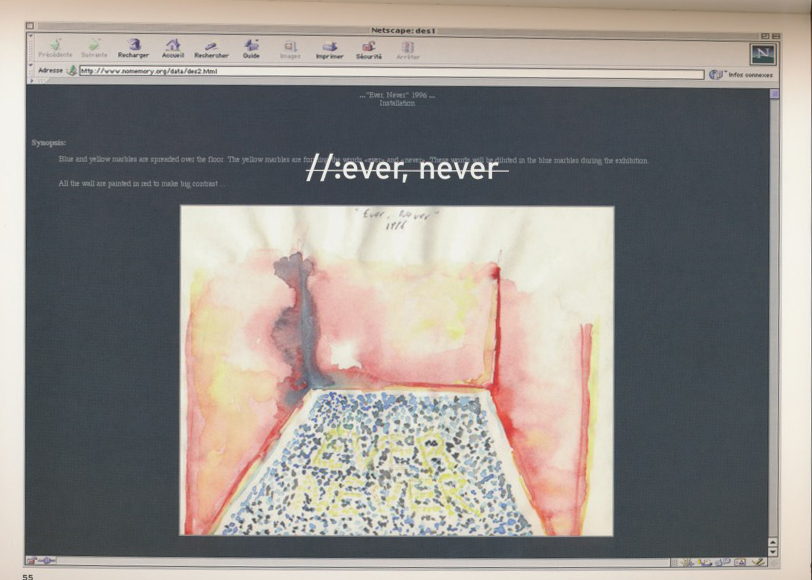 Netscape: des1
Précédente Suivante Recharger Accueil Rechercher Guide Images Imprimer Sécurité Arrêter
N
Adresse http://www.nomemory.org/data/des2.html Infos connexes
..."Ever, Never" 1996 ...
Installation
Synopsis:
Blue and yellow marbles are spreaded over the floor. The yellow marbles are for the words «ever» and «never». These words will be diluted in the blue marbles during the exhibition.
//:ever, never
All the wall are painted in red to make big contrast ...
"Ever, Never"
1996
EVER
NEVER
55